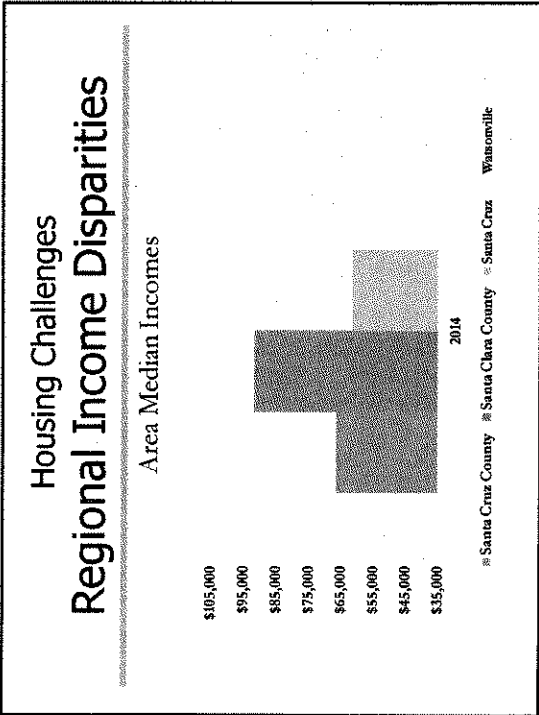 Housing Challenges
Regional Income Disparities
Area Median Incomes
$105,000
$95,000
$85,000
$75,000
$65,000
$55,000
$45,000
$35,000
2014
Santa Cruz County Santa Clara County Santa Cruz Watsonville